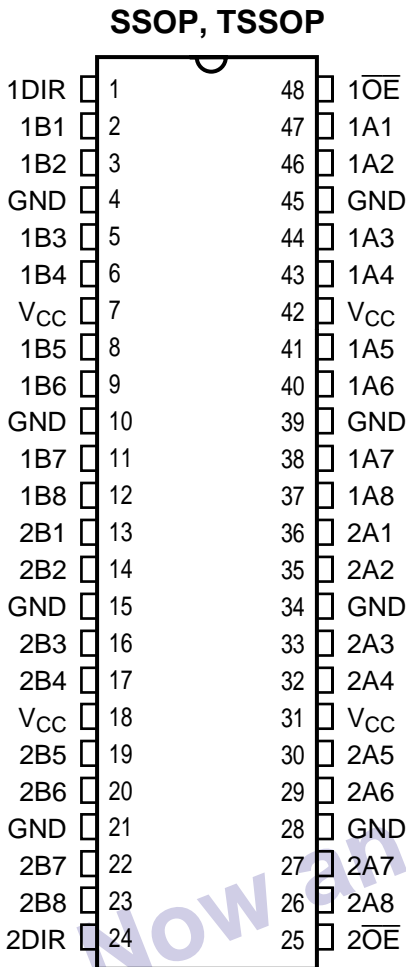 SSOP, TSSOP
1DIR 1 48 1O̅E̅
1B1 2 47 1A1
1B2 3 46 1A2
GND 4 45 GND
1B3 5 44 1A3
1B4 6 43 1A4
VCC 7 42 VCC
1B5 8 41 1A5
1B6 9 40 1A6
GND 10 39 GND
1B7 11 38 1A7
1B8 12 37 1A8
2B1 13 36 2A1
2B2 14 35 2A2
GND 15 34 GND
2B3 16 33 2A3
2B4 17 32 2A4
VCC 18 31 VCC
2B5 19 30 2A5
2B6 20 29 2A6
GND 21 28 GND
2B7 22 27 2A7
2B8 23 26 2A8
2DIR 24 25 2O̅E̅
Now an